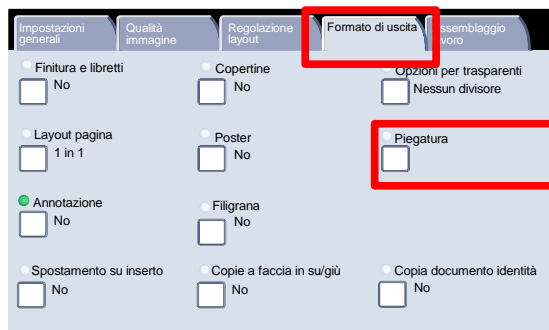 Impostazioni
generali
Qualità
immagine
Regolazione
layout
Formato di uscita
ssemblaggio
voro
Finitura e libretti
No
Copertine
No
Opzioni per trasparenti
Nessun divisore
Layout pagina
1 in 1
Poster
No
Piegatura
Annotazione
No
Filigrana
No
Spostamento su inserto
No
Copie a faccia in su/giù
No
Copia documento identità
No